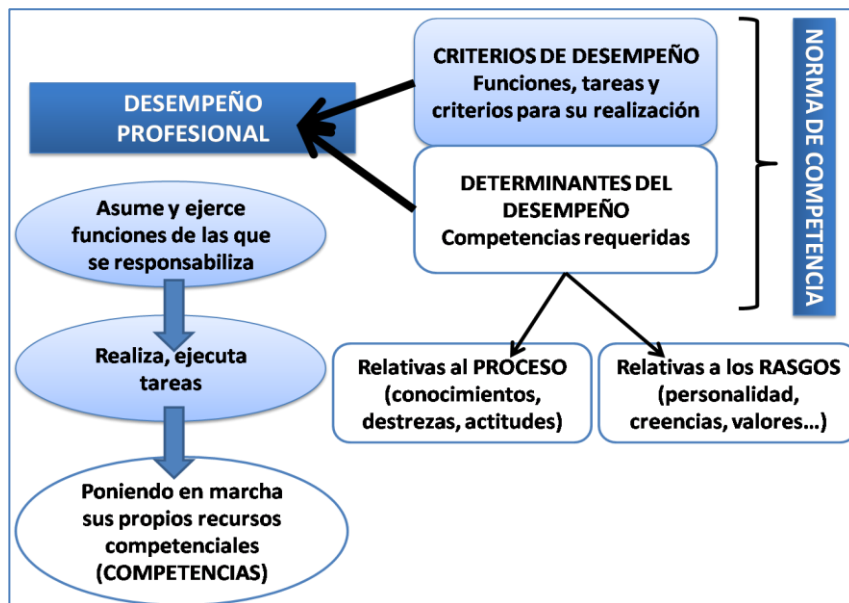 CRITERIOS DE DESEMPEÑO
Funciones, tareas y
criterios para su realización
DESEMPEÑO
PROFESIONAL
NORMA DE COMPETENCIA
DETERMINANTES DEL
DESEMPEÑO
Competencias requeridas
Asume y ejerce
funciones de las que
se responsabiliza
Realiza, ejecuta
tareas
Relativas al PROCESO
(conocimientos,
destrezas, actitudes)
Relativas a los RASGOS
(personalidad,
creencias, valores...)
Poniendo en marcha
sus propios recursos
competenciales
(COMPETENCIAS)